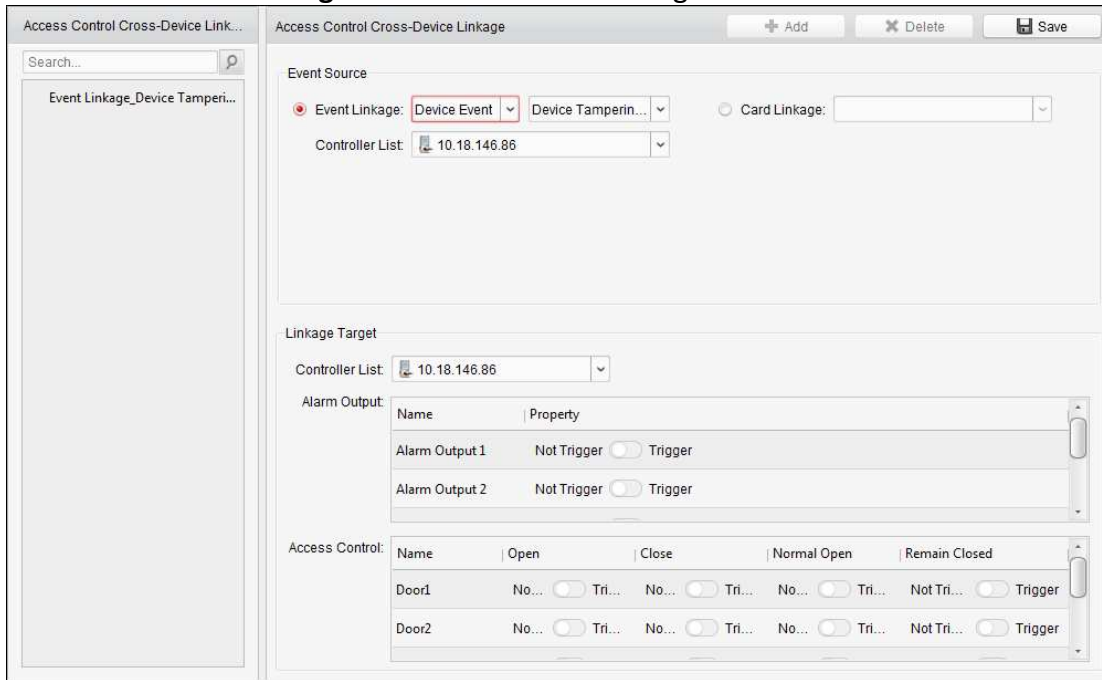 Access Control Cross-Device Link...
Search...
Event Linkage_Device Tamperi...
Access Control Cross-Device Linkage
Add
Delete
Save
Event Source
Event Linkage: Device Event Device Tamperin... Card Linkage:
Controller List: 10.18.146.86
Linkage Target
Controller List: 10.18.146.86
Alarm Output:
Name Property
Alarm Output 1 Not Trigger Trigger
Alarm Output 2 Not Trigger Trigger
Access Control:
Name Open Close Normal Open Remain Closed
Door1 No... Tri... No... Tri... No... Tri... Not Tri... Trigger
Door2 No... Tri... No... Tri... No... Tri... Not Tri... Trigger